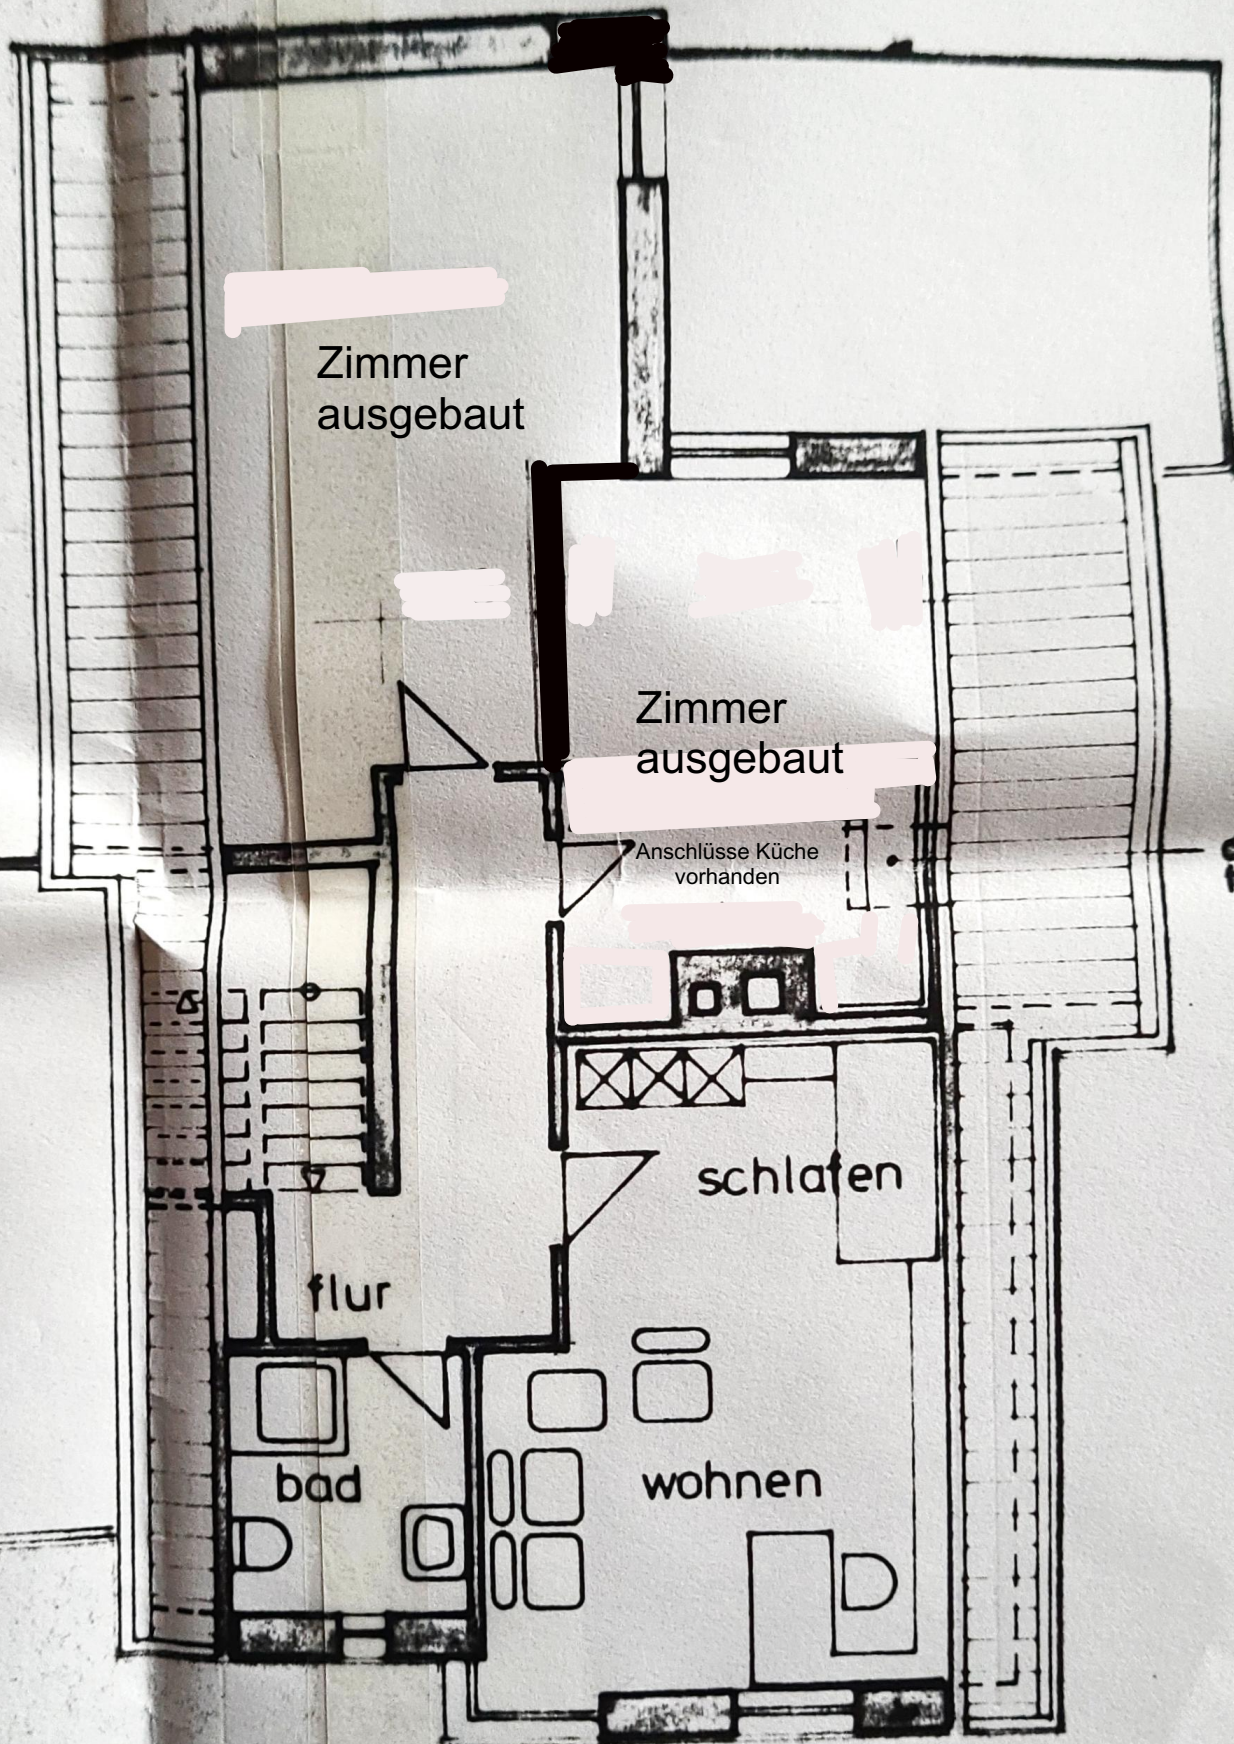 Zimmer
ausgebaut
Zimmer
ausgebaut
Anschlüsse Küche
vorhanden
schlafen
flur
bad
wohnen